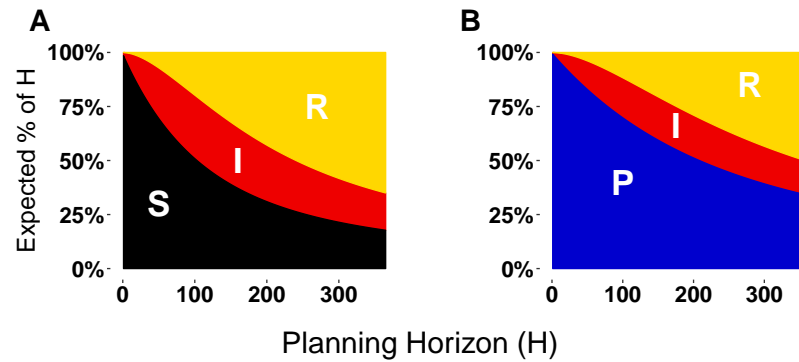 A
B
Expected % of H
100%
75%
50%
25%
0%
S
I
R
0
100
200
300
100%
75%
50%
25%
0%
P
I
R
0
100
200
300
Planning Horizon (H)